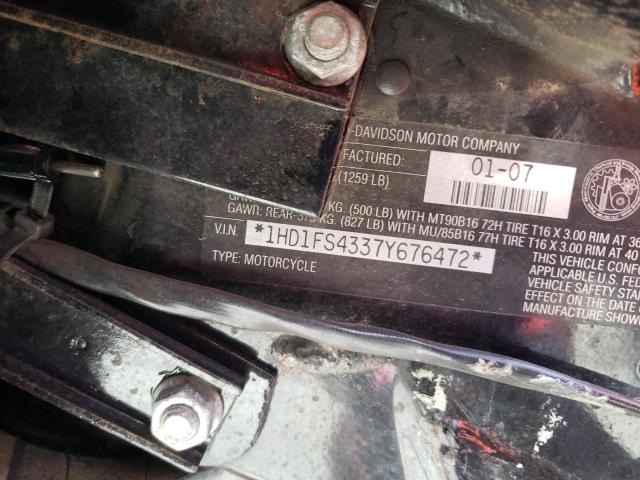 -DAVIDSON MOTOR COMPANY
FACTURED: 01-07
(1259 LB)
KG. (500 LB) WITH MT90B16 72H TIRE T16 X 3.00 RIM AT 36
GAWR: REAR-375 KG. (827 LB) WITH MU/85B16 77H TIRE T16 X 3.00 RIM AT 40
V.I.N. *1HD1FS4337Y676472* THIS VEHICLE CONF
TYPE: MOTORCYCLE
APPLICABLE
VEHICLE SAFETY STAN
EFFECT ON THE DATE
MANUFACTURE SHOW